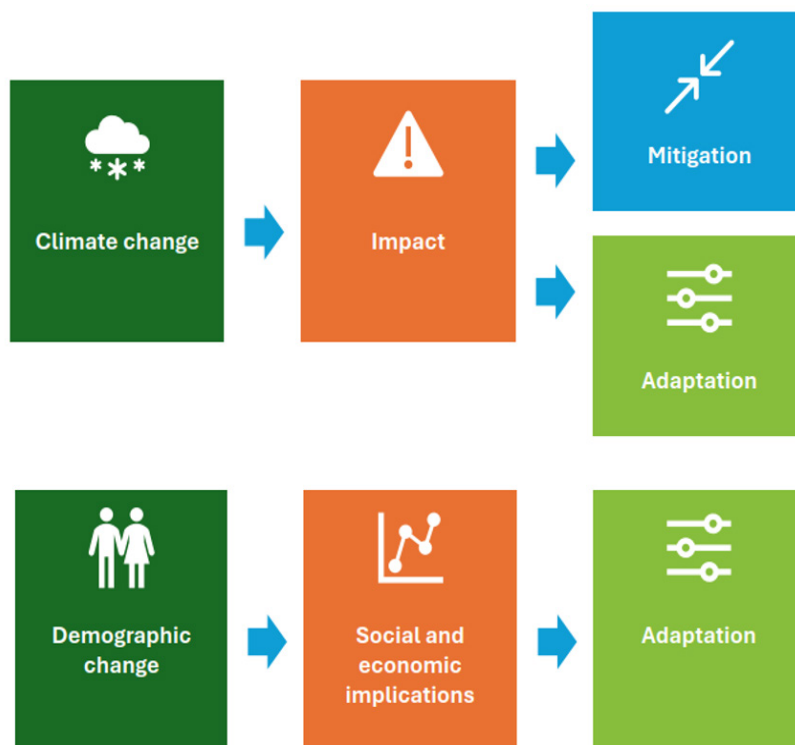 Climate change
Impact
Mitigation
Adaptation
Demographic
change
Social and
economic
implications
Adaptation